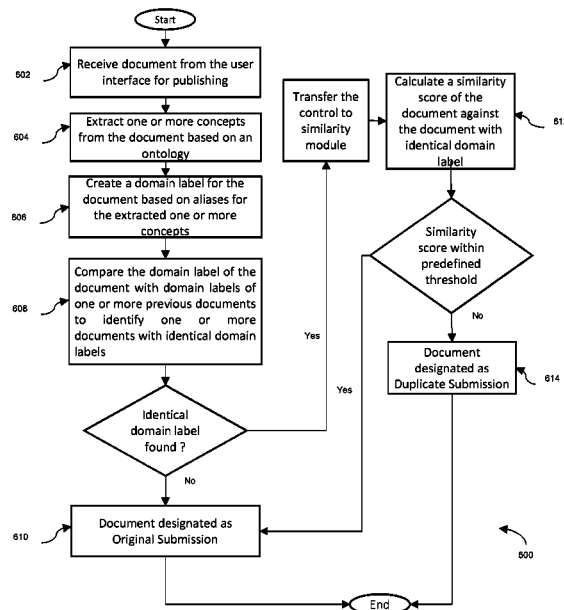 Start
602
Receive document from the user
interface for publishing
604
Extract one or more concepts
from the document based on an
ontology
606
Create a domain label for the
document based on aliases for
the extracted one or more
concepts
608
Compare the domain label of the
document with domain labels of
one or more previous documents
to identify one or more
documents with identical domain
labels
Identical
domain label
found ?
Yes
No
610
Document designated as
Original Submission
Transfer the
control to
similarity
module
Calculate a similarity
score of the
document against
the document with
identical domain
label
Similarity
score within
predefined
threshold
Yes
No
Document
designated as
Duplicate Submission
614
600
End